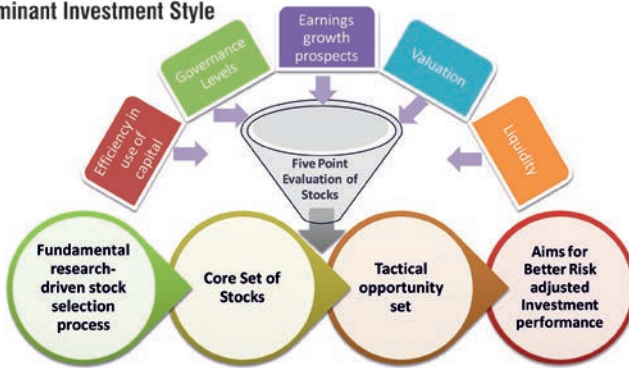 minant Investment Style
Earnings
growth
prospects
Governance
Levels
Valuation
Efficiency in
use of
capital
Liquidity
Five Point
Evaluation of
Stocks
Fundamental
research-
driven stock
selection
process
Core Set of
Stocks
Tactical
opportunity
set
Aims for
Better Risk
adjusted
Investment
performance